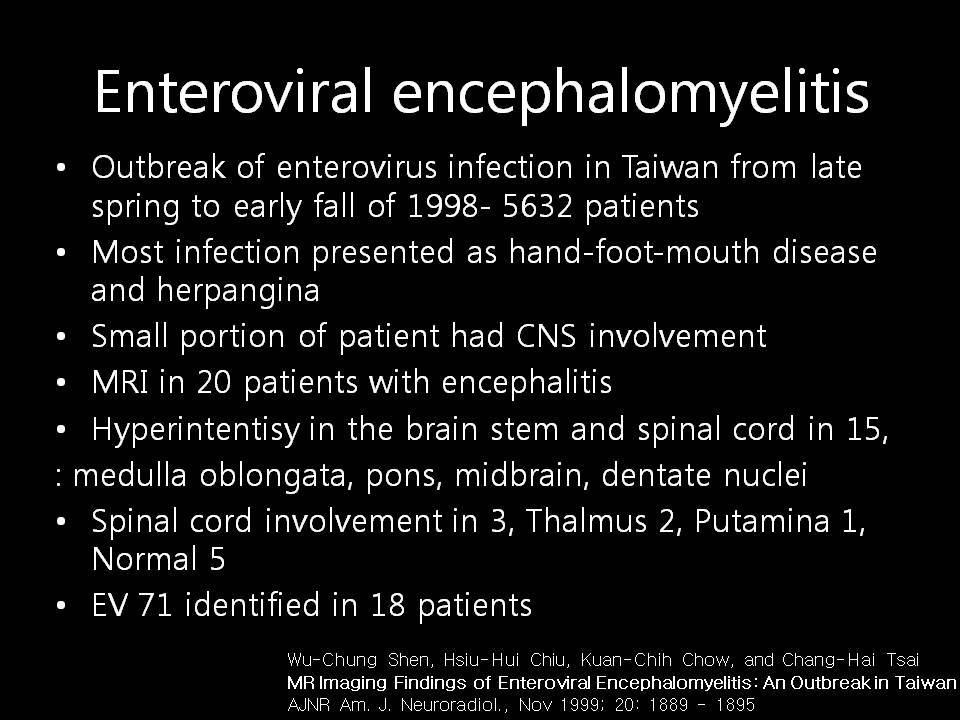 Enteroviral encephalomyelitis
• Outbreak of enterovirus infection in Taiwan from late
spring to early fall of 1998- 5632 patients
• Most infection presented as hand-foot-mouth disease
and herpangina
• Small portion of patient had CNS involvement
• MRI in 20 patients with encephalitis
• Hyperintentisy in the brain stem and spinal cord in 15,
: medulla oblongata, pons, midbrain, dentate nuclei
• Spinal cord involvement in 3, Thalmus 2, Putamina 1,
Normal 5
• EV 71 identified in 18 patients
Wu-Chung Shen, Hsiu-Hui Chiu, Kuan-Chih Chow, and Chang-Hai Tsai
MR Imaging Findings of Enteroviral Encephalomyelitis: An Outbreak in Taiwan
AJNR Am. J. Neuroradiol., Nov 1999; 20: 1889 - 1895